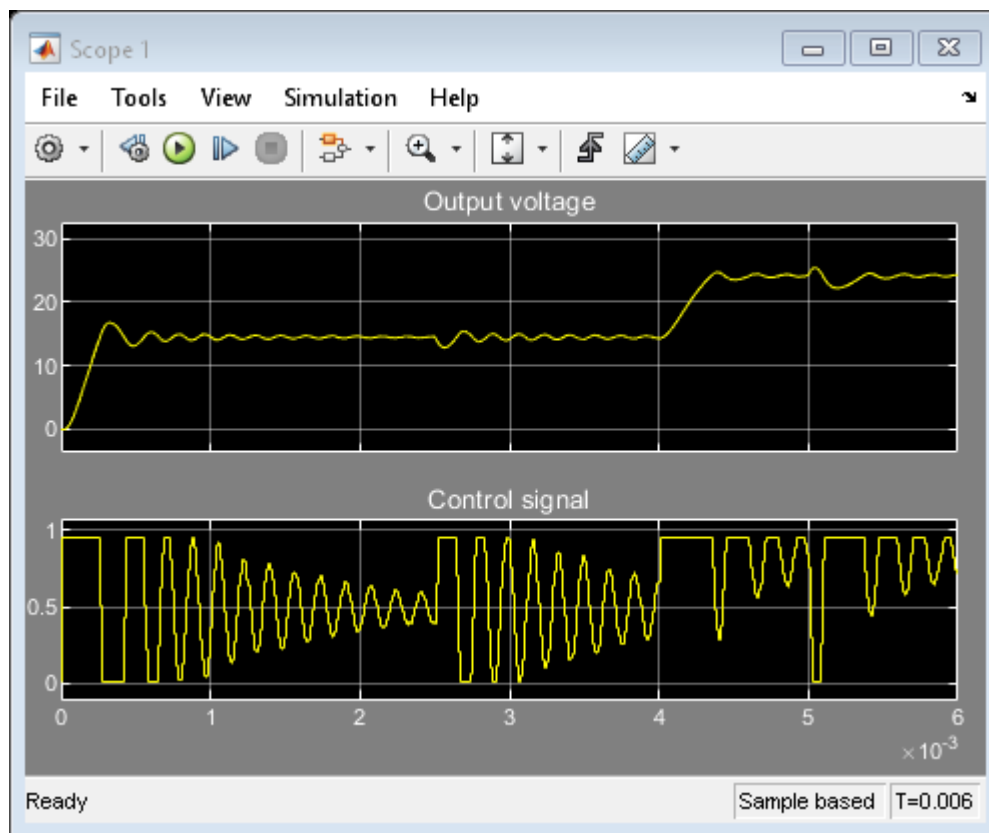 Scope 1
File Tools View Simulation Help
Output voltage
30
20
10
0
Control signal
1
0.5
0
0 1 2 3 4 5 6
×10⁻³
Ready Sample based T=0.006